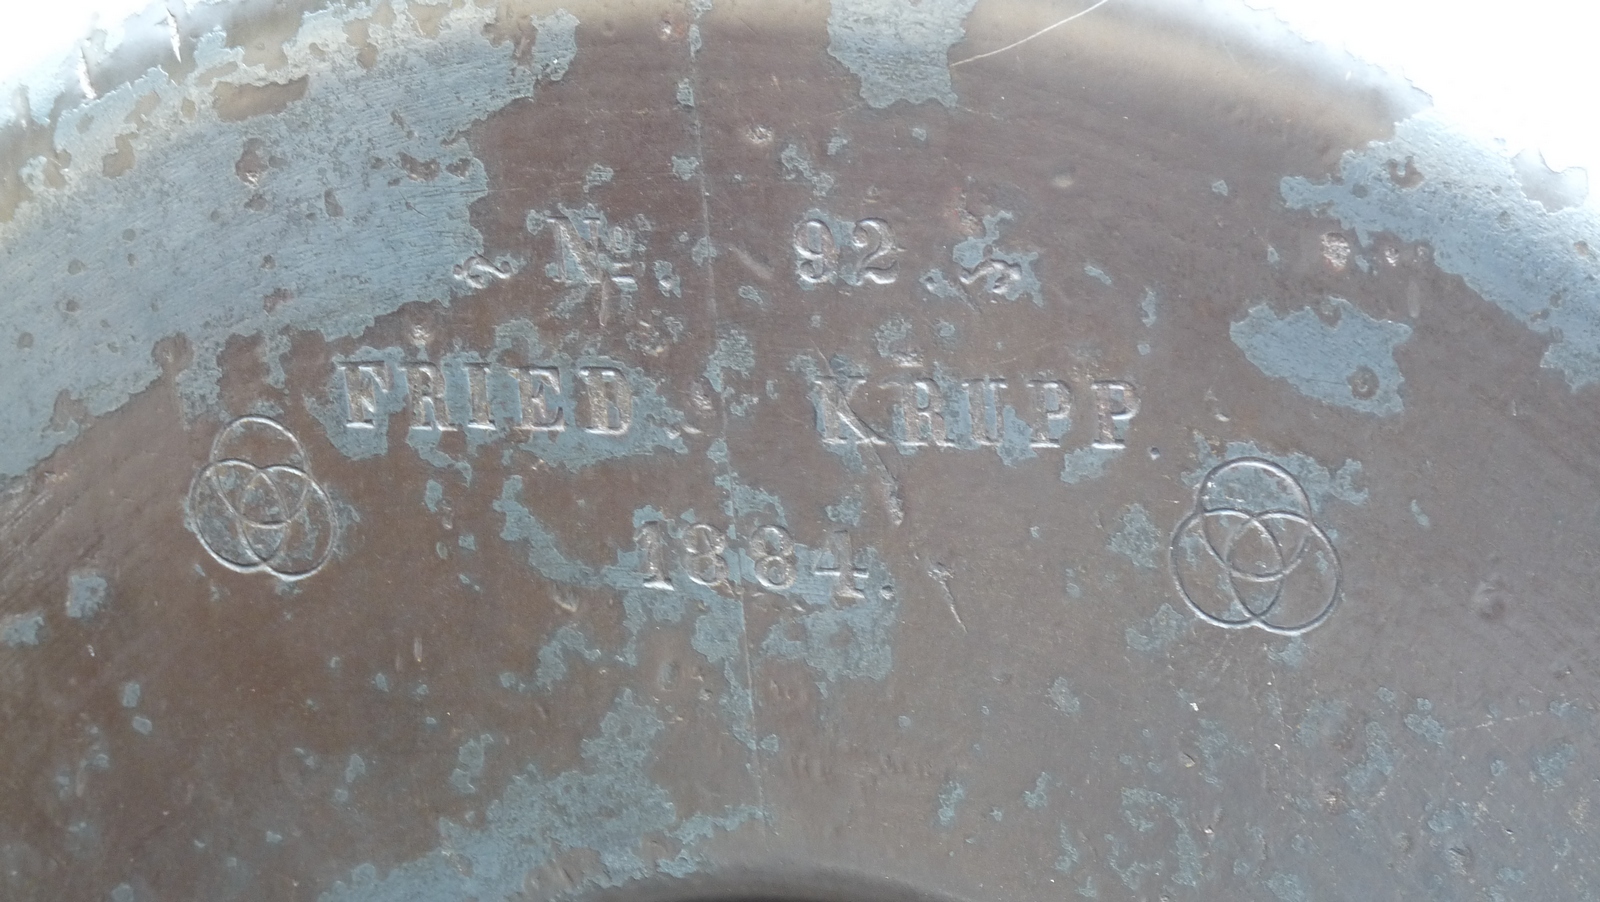 ~ No. 92. ~
FRIED. KRUPP.
1884.